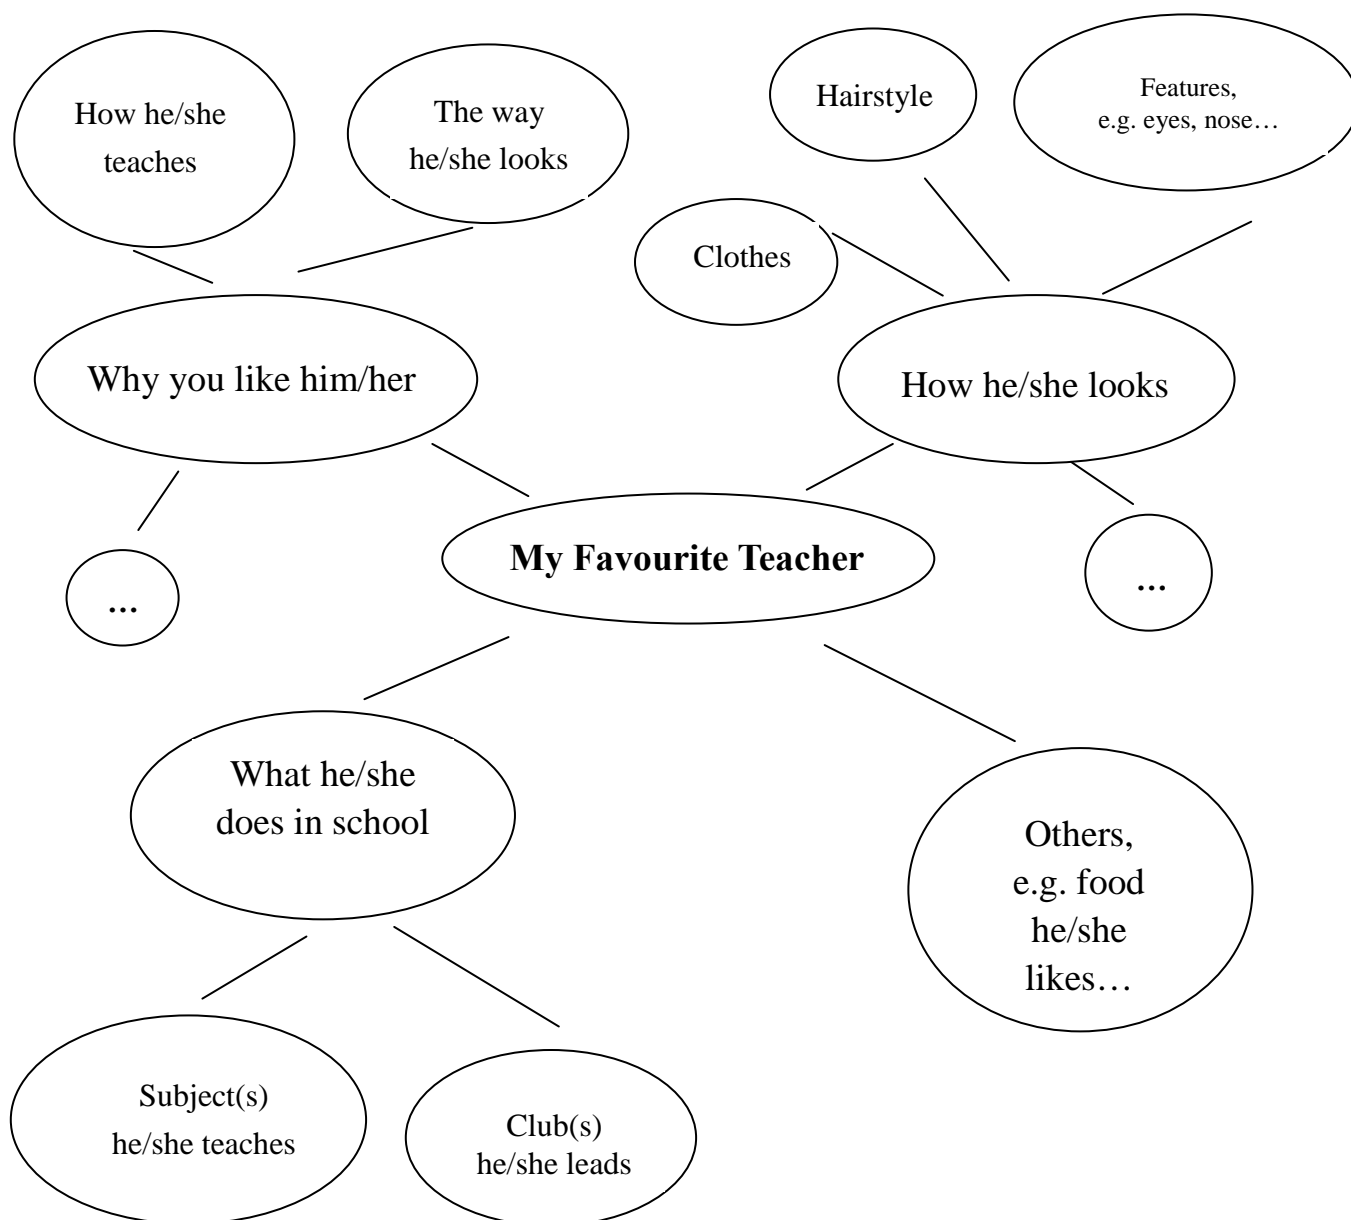 How he/she
teaches
The way
he/she looks
Hairstyle
Features,
e.g. eyes, nose…
Clothes
Why you like him/her
How he/she looks
My Favourite Teacher
...
...
What he/she
does in school
Others,
e.g. food
he/she
likes…
Subject(s)
he/she teaches
Club(s)
he/she leads